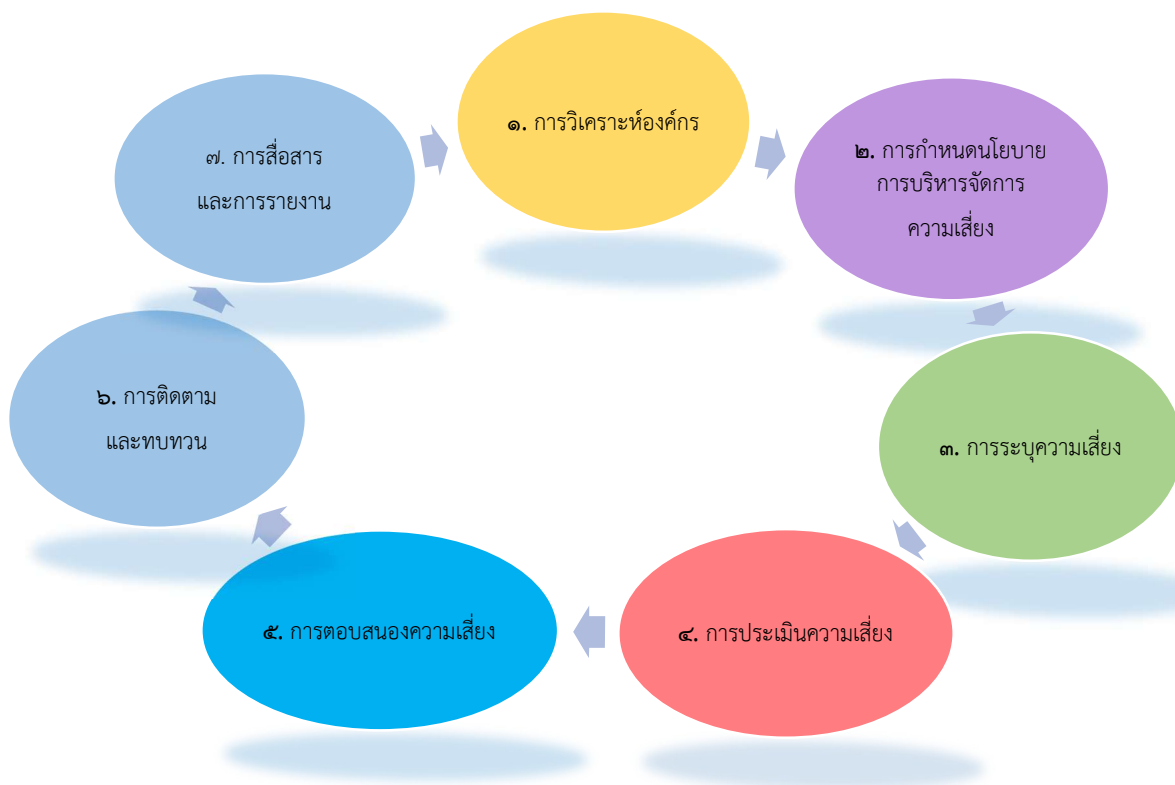 ๑. การวิเคราะห์องค์กร
๒. การกำหนดนโยบาย
การบริหารจัดการ
ความเสี่ยง
๓. การระบุความเสี่ยง
๔. การประเมินความเสี่ยง
๕. การตอบสนองความเสี่ยง
๖. การติดตาม
และทบทวน
๗. การสื่อสาร
และการรายงาน